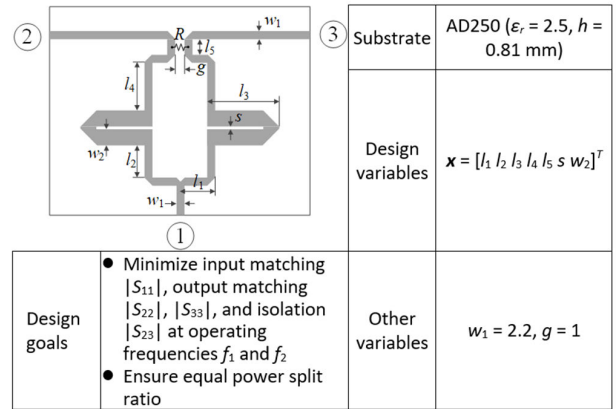 ②
③
①
R
w₁
l₅
g
l₄
l₃
s
w₂
l₂
l₁
w₁
Substrate
AD250 (εᵣ = 2.5, h =
0.81 mm)
Design
variables
x = [l₁ l₂ l₃ l₄ l₅ s w₂]ᵀ
Design
goals
● Minimize input matching
|S₁₁|, output matching
|S₂₂|, |S₃₃|, and isolation
|S₂₃| at operating
frequencies f₁ and f₂
● Ensure equal power split
ratio
Other
variables
w₁ = 2.2, g = 1